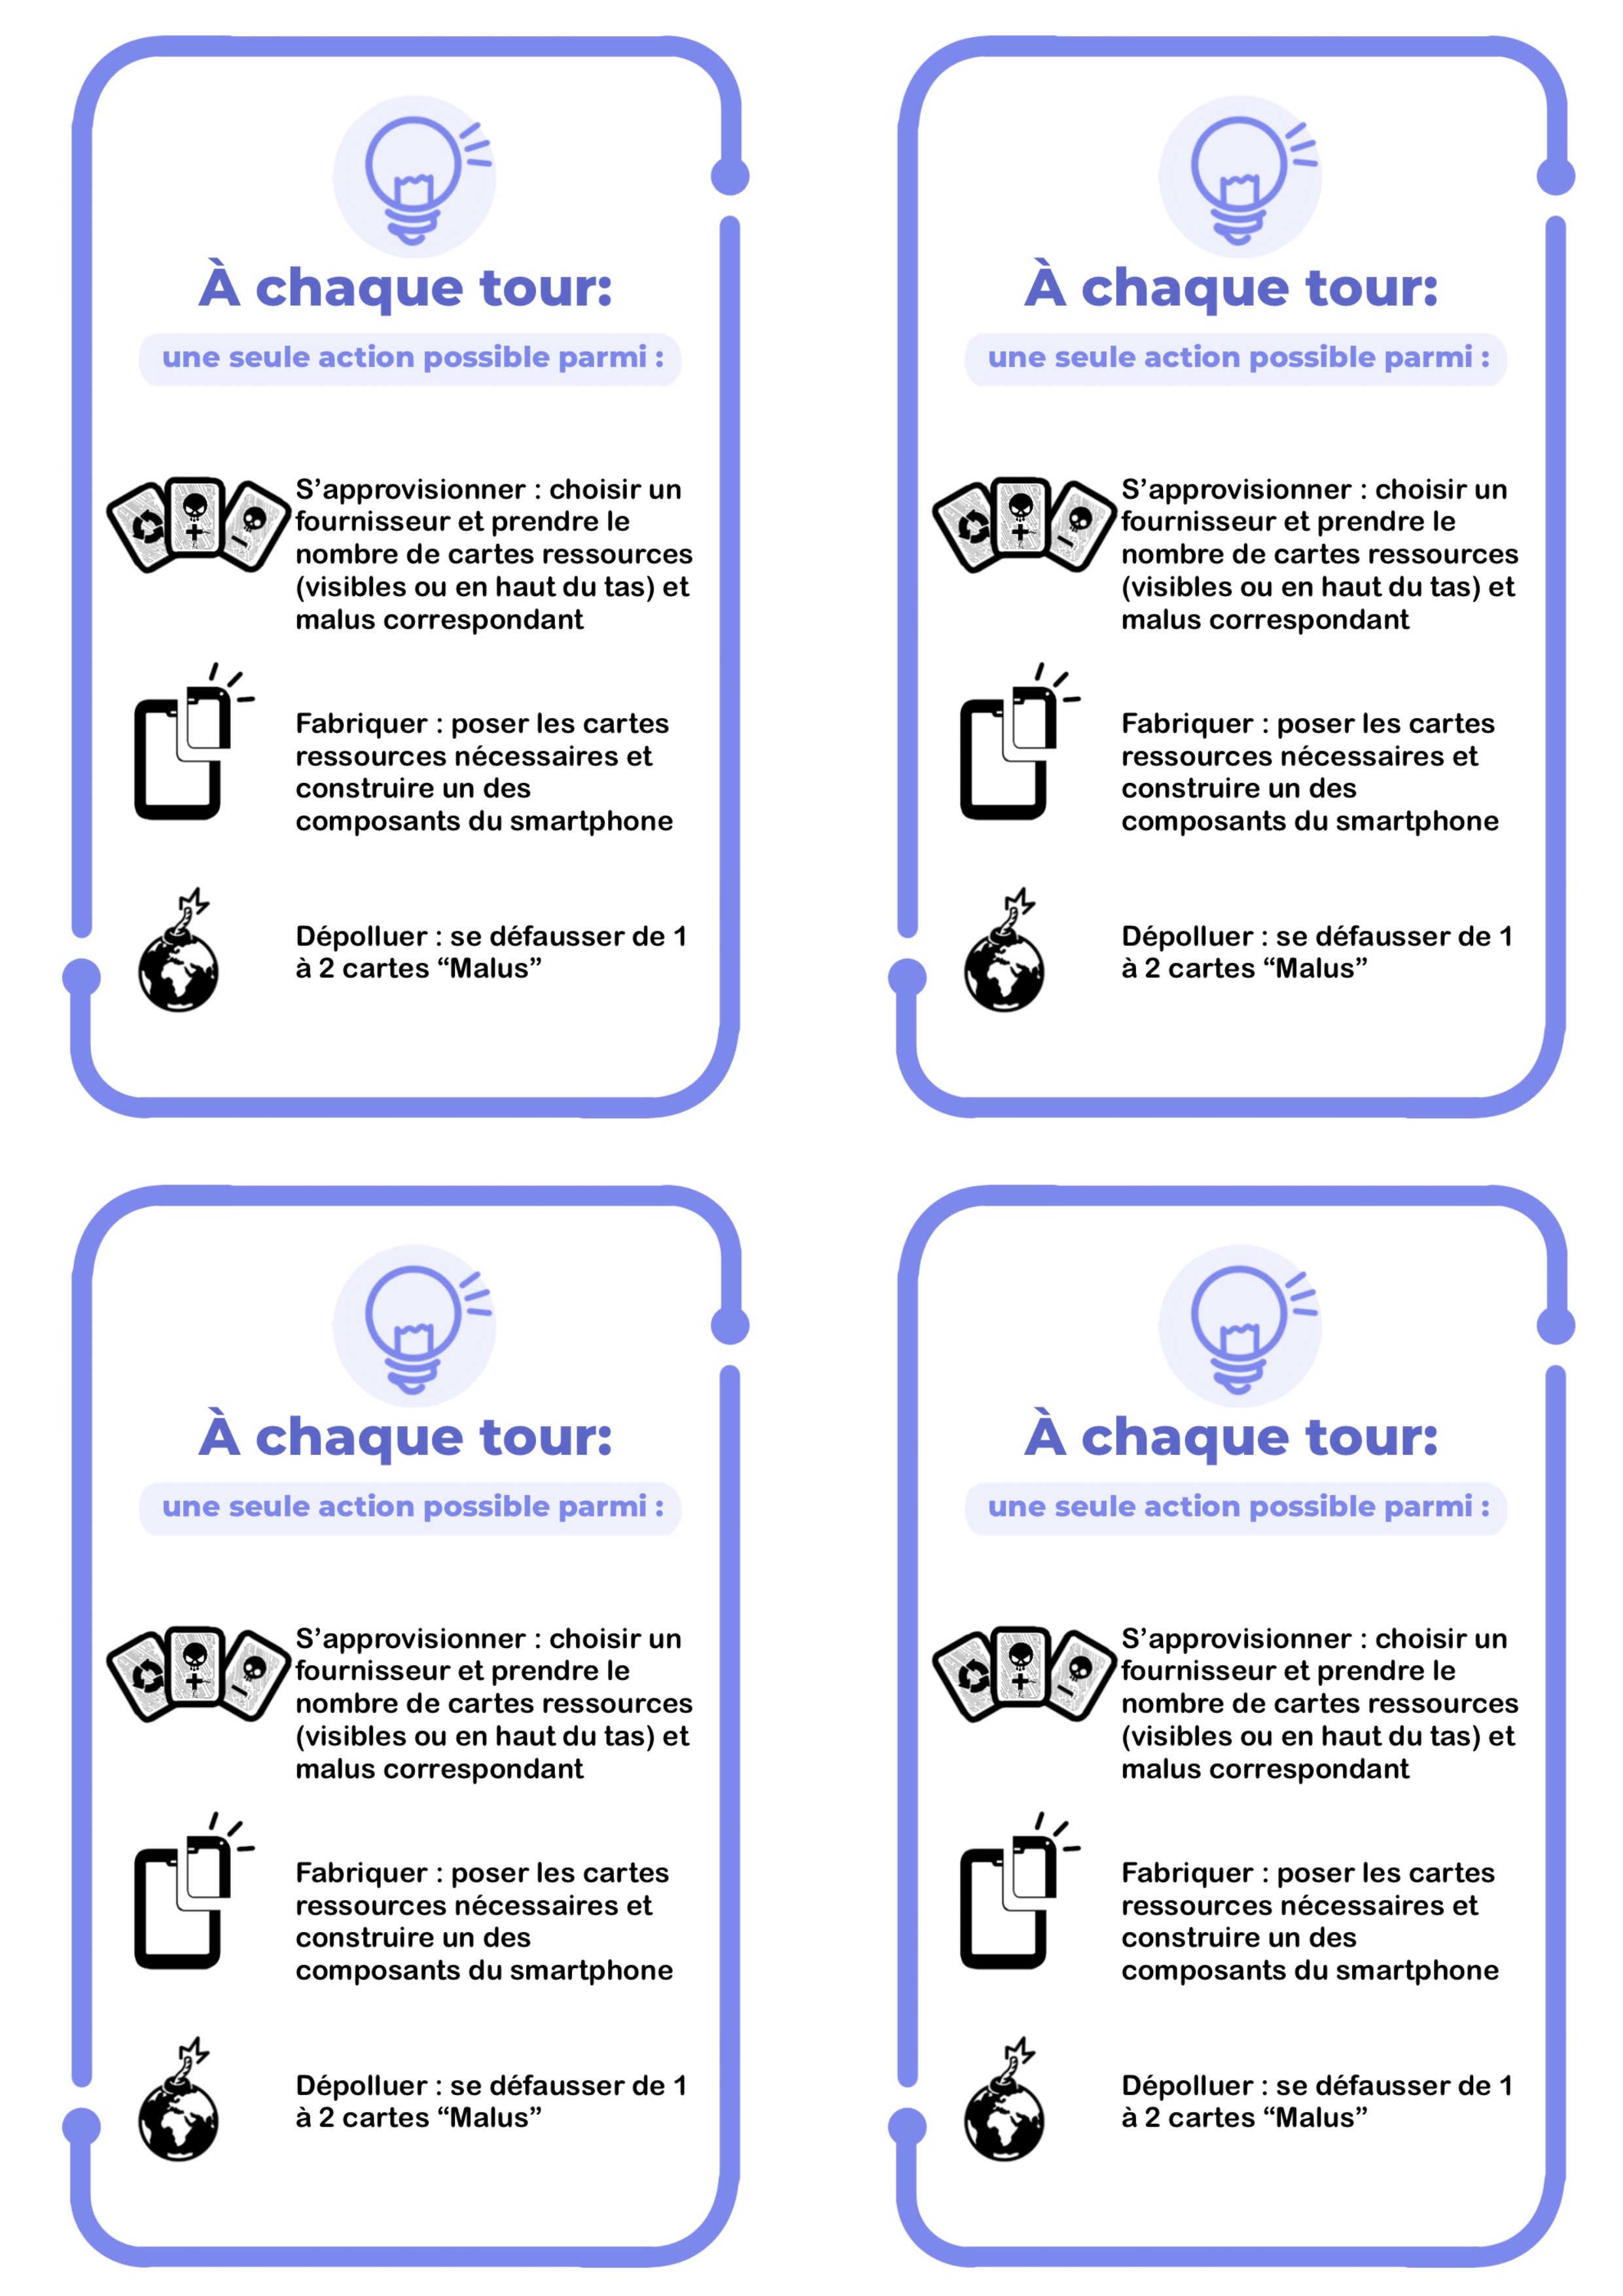 À chaque tour:
une seule action possible parmi :
S’approvisionner : choisir un
fournisseur et prendre le
nombre de cartes ressources
(visibles ou en haut du tas) et
malus correspondant
Fabriquer : poser les cartes
ressources nécessaires et
construire un des
composants du smartphone
Dépolluer : se défausser de 1
à 2 cartes “Malus”
À chaque tour:
une seule action possible parmi :
S’approvisionner : choisir un
fournisseur et prendre le
nombre de cartes ressources
(visibles ou en haut du tas) et
malus correspondant
Fabriquer : poser les cartes
ressources nécessaires et
construire un des
composants du smartphone
Dépolluer : se défausser de 1
à 2 cartes “Malus”
À chaque tour:
une seule action possible parmi :
S’approvisionner : choisir un
fournisseur et prendre le
nombre de cartes ressources
(visibles ou en haut du tas) et
malus correspondant
Fabriquer : poser les cartes
ressources nécessaires et
construire un des
composants du smartphone
Dépolluer : se défausser de 1
à 2 cartes “Malus”
À chaque tour:
une seule action possible parmi :
S’approvisionner : choisir un
fournisseur et prendre le
nombre de cartes ressources
(visibles ou en haut du tas) et
malus correspondant
Fabriquer : poser les cartes
ressources nécessaires et
construire un des
composants du smartphone
Dépolluer : se défausser de 1
à 2 cartes “Malus”